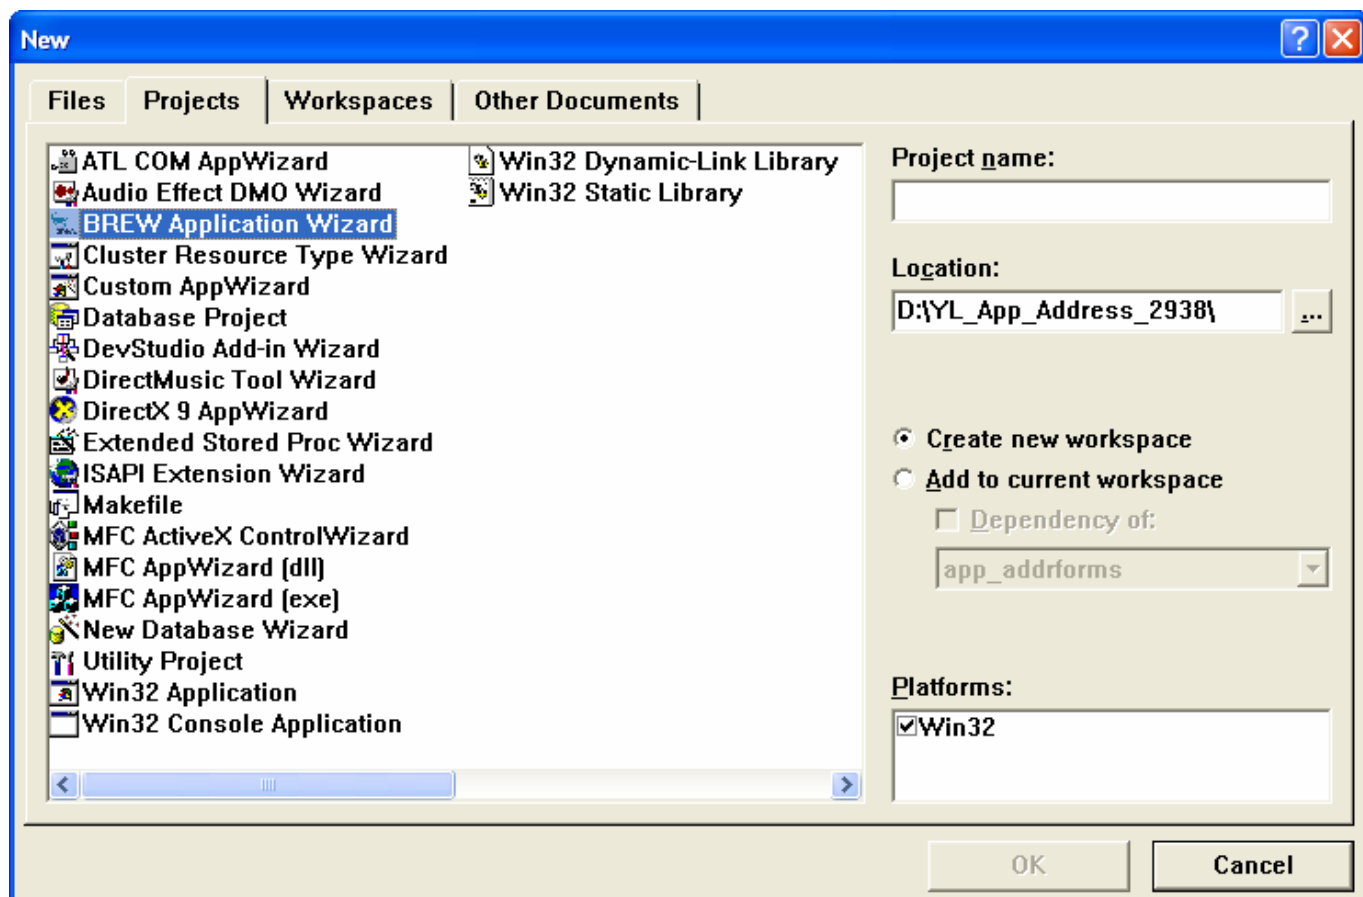 New
Files Projects Workspaces Other Documents
ATL COM AppWizard
Audio Effect DMO Wizard
BREW Application Wizard
Cluster Resource Type Wizard
Custom AppWizard
Database Project
DevStudio Add-in Wizard
DirectMusic Tool Wizard
DirectX 9 AppWizard
Extended Stored Proc Wizard
ISAPI Extension Wizard
Makefile
MFC ActiveX ControlWizard
MFC AppWizard (dll)
MFC AppWizard (exe)
New Database Wizard
Utility Project
Win32 Application
Win32 Console Application
Win32 Dynamic-Link Library
Win32 Static Library
Project name:
Location:
D:\YL_App_Address_2938\
...
Create new workspace
Add to current workspace
Dependency of:
app_addrforms
Platforms:
Win32
OK Cancel